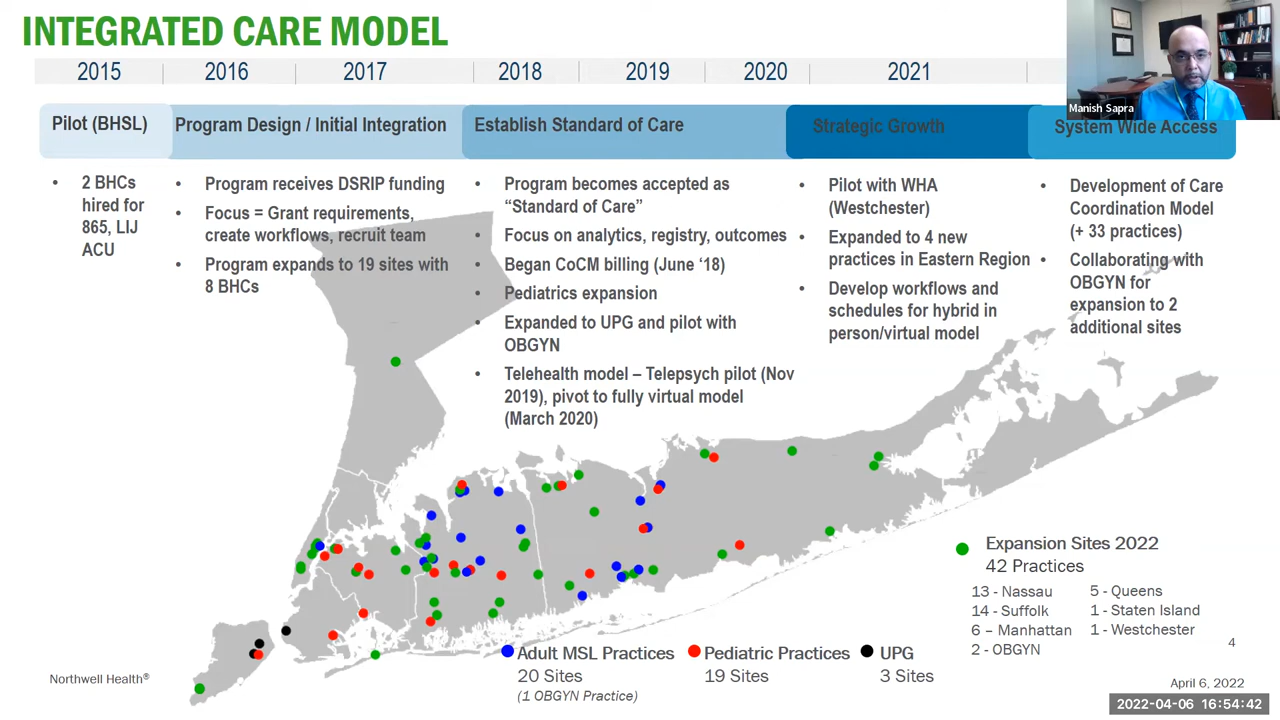 INTEGRATED CARE MODEL
2015
2016
2017
2018
2019
2020
2021
Manish Sapra
Pilot (BHSL)
Program Design / Initial Integration
Establish Standard of Care
Strategic Growth
System Wide Access
• 2 BHCs
hired for
865, LIJ
ACU
• Program receives DSRIP funding
• Focus = Grant requirements,
create workflows, recruit team
• Program expands to 19 sites with
8 BHCs
• Program becomes accepted as
“Standard of Care”
• Focus on analytics, registry, outcomes
• Began CoCM billing (June ‘18)
• Pediatrics expansion
• Expanded to UPG and pilot with
OBGYN
• Telehealth model – Telepsych pilot (Nov
2019), pivot to fully virtual model
(March 2020)
• Pilot with WHA
(Westchester)
• Expanded to 4 new
practices in Eastern Region
• Develop workflows and
schedules for hybrid in
person/virtual model
• Development of Care
Coordination Model
(+ 33 practices)
• Collaborating with
OBGYN for
expansion to 2
additional sites
Expansion Sites 2022
42 Practices
13 - Nassau
14 - Suffolk
6 – Manhattan
2 - OBGYN
5 - Queens
1 - Staten Island
1 - Westchester
Adult MSL Practices
20 Sites
(1 OBGYN Practice)
Pediatric Practices
19 Sites
UPG
3 Sites
4
Northwell Health®
April 6, 2022
2022-04-06 16:54:42